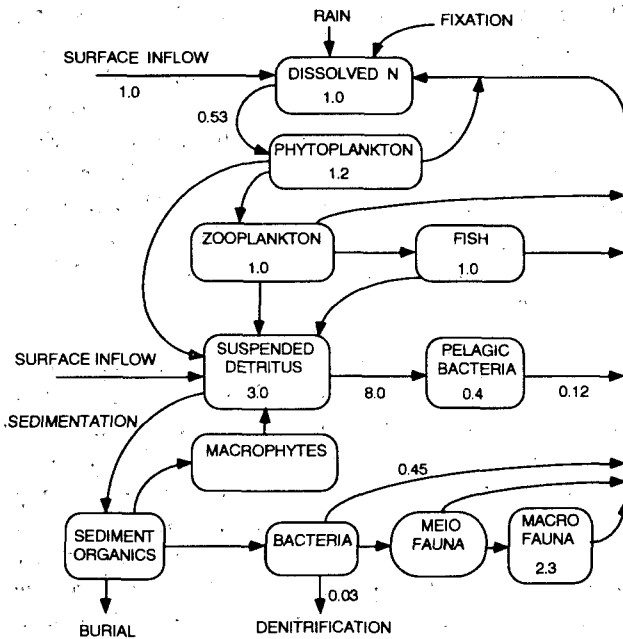 RAIN
FIXATION
SURFACE INFLOW
1.0
DISSOLVED N
1.0
0.53
PHYTOPLANKTON
1.2
ZOOPLANKTON
1.0
FISH
1.0
SURFACE INFLOW
SUSPENDED
DETRITUS
3.0
8.0
PELAGIC
BACTERIA
0.4
0.12
SEDIMENTATION
MACROPHYTES
0.45
SEDIMENT
ORGANICS
BACTERIA
MEIO
FAUNA
MACRO
FAUNA
2.3
0.03
BURIAL
DENITRIFICATION